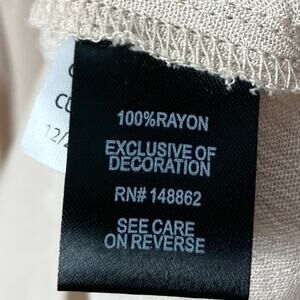 100%RAYON
EXCLUSIVE OF
DECORATION
RN# 148862
SEE CARE
ON REVERSE